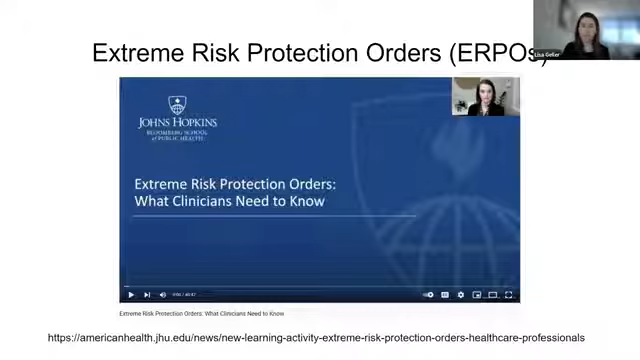 Lisa Geller
Extreme Risk Protection Orders (ERPOs)
JOHNS HOPKINS
BLOOMBERG SCHOOL
of PUBLIC HEALTH
Extreme Risk Protection Orders:
What Clinicians Need to Know
Extreme Risk Protection Orders: What Clinicians Need to Know
https://americanhealth.jhu.edu/news/new-learning-activity-extreme-risk-protection-orders-healthcare-professionals